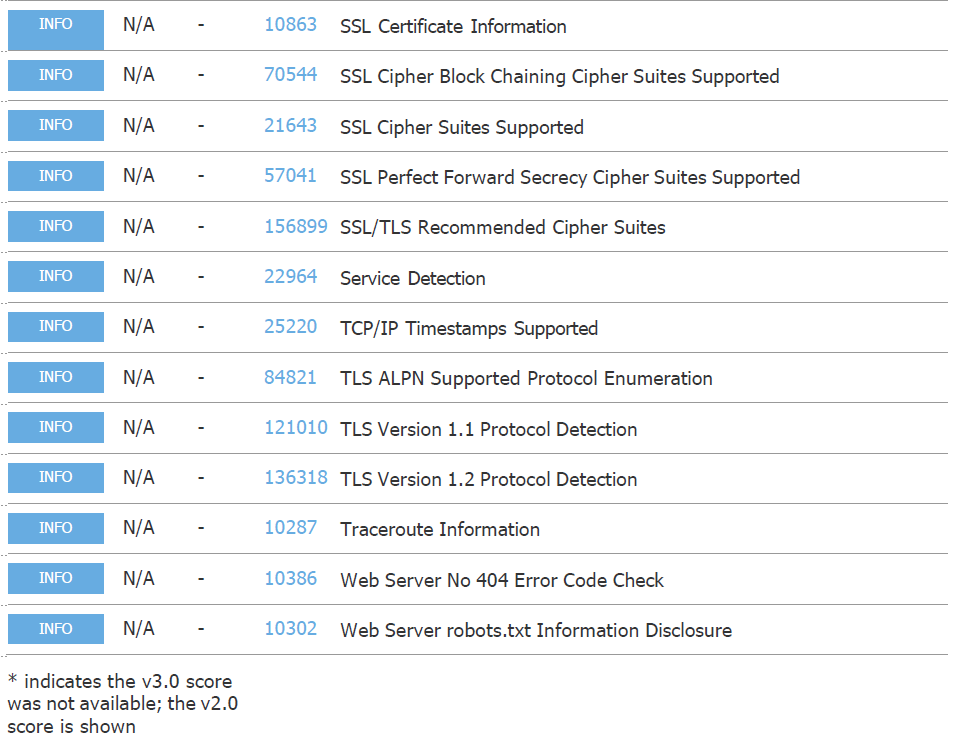 INFO N/A - 10863 SSL Certificate Information
INFO N/A - 70544 SSL Cipher Block Chaining Cipher Suites Supported
INFO N/A - 21643 SSL Cipher Suites Supported
INFO N/A - 57041 SSL Perfect Forward Secrecy Cipher Suites Supported
INFO N/A - 156899 SSL/TLS Recommended Cipher Suites
INFO N/A - 22964 Service Detection
INFO N/A - 25220 TCP/IP Timestamps Supported
INFO N/A - 84821 TLS ALPN Supported Protocol Enumeration
INFO N/A - 121010 TLS Version 1.1 Protocol Detection
INFO N/A - 136318 TLS Version 1.2 Protocol Detection
INFO N/A - 10287 Traceroute Information
INFO N/A - 10386 Web Server No 404 Error Code Check
INFO N/A - 10302 Web Server robots.txt Information Disclosure
* indicates the v3.0 score
was not available; the v2.0
score is shown